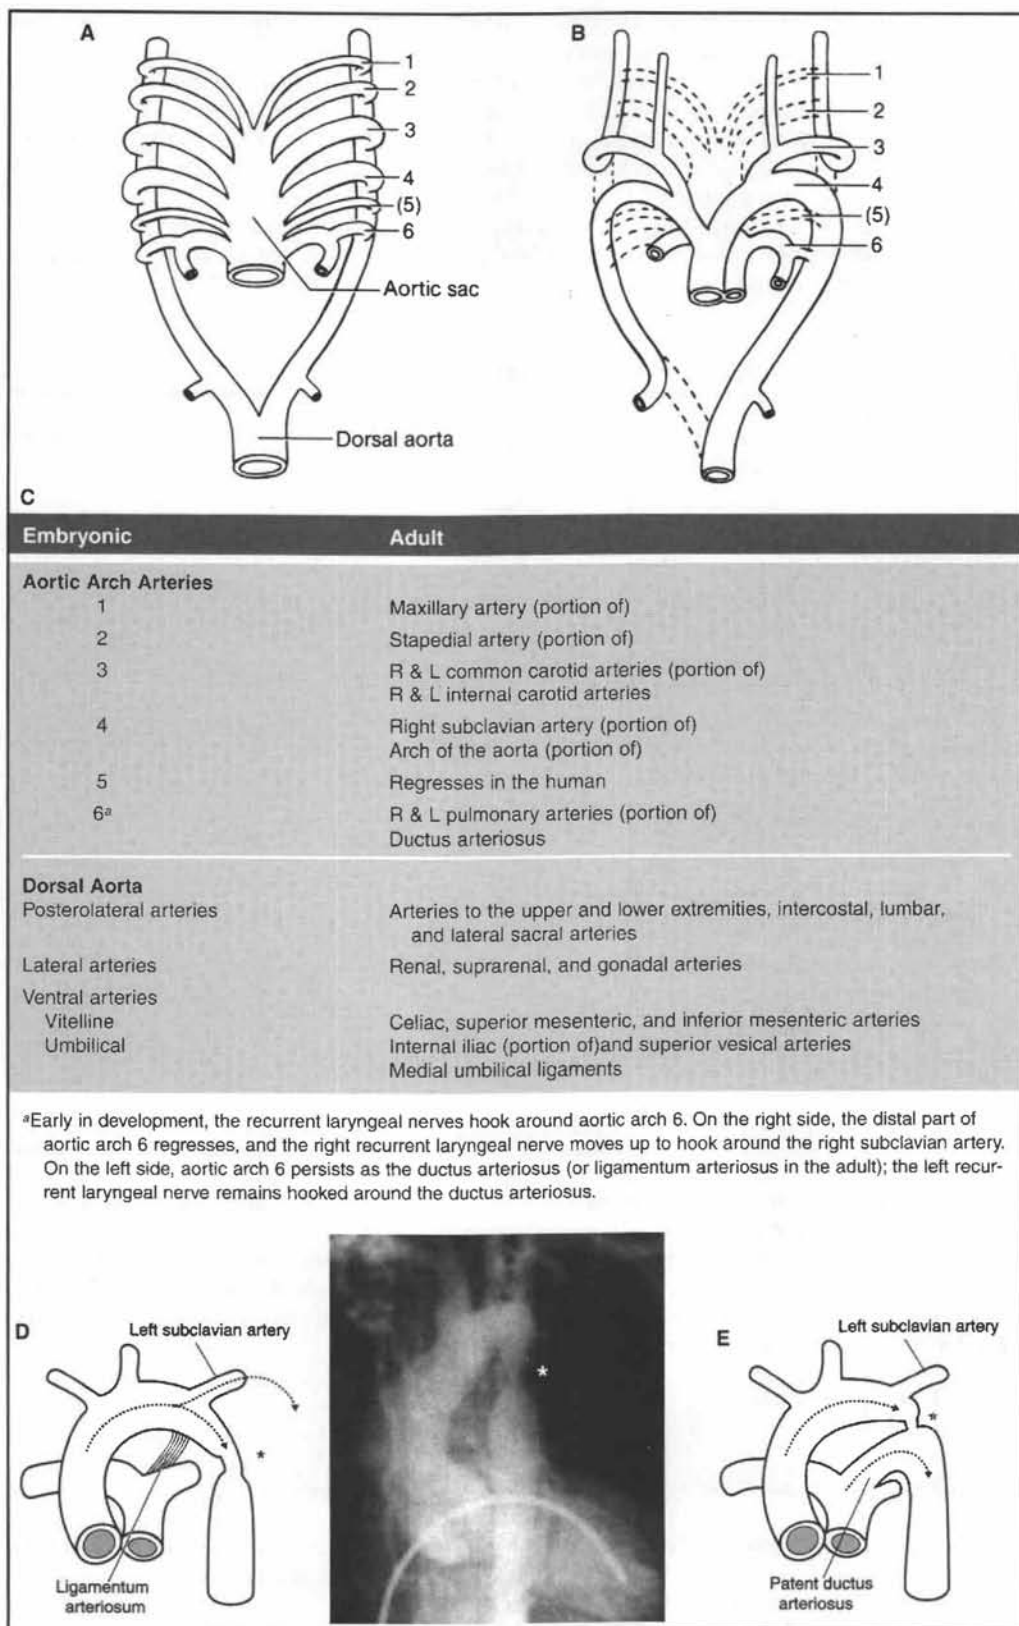 A
1
2
3
4
(5)
6
Aortic sac
Dorsal aorta
B
1
2
3
4
(5)
6
C
Embryonic Adult
Aortic Arch Arteries
1 Maxillary artery (portion of)
2 Stapedial artery (portion of)
3 R & L common carotid arteries (portion of)
R & L internal carotid arteries
4 Right subclavian artery (portion of)
Arch of the aorta (portion of)
5 Regresses in the human
6a R & L pulmonary arteries (portion of)
Ductus arteriosus
Dorsal Aorta
Posterolateral arteries Arteries to the upper and lower extremities, intercostal, lumbar,
and lateral sacral arteries
Lateral arteries Renal, suprarenal, and gonadal arteries
Ventral arteries
Vitelline Celiac, superior mesenteric, and inferior mesenteric arteries
Umbilical Internal iliac (portion of)and superior vesical arteries
Medial umbilical ligaments
aEarly in development, the recurrent laryngeal nerves hook around aortic arch 6. On the right side, the distal part of
aortic arch 6 regresses, and the right recurrent laryngeal nerve moves up to hook around the right subclavian artery.
On the left side, aortic arch 6 persists as the ductus arteriosus (or ligamentum arteriosus in the adult); the left recur-
rent laryngeal nerve remains hooked around the ductus arteriosus.
D
Left subclavian artery
*
Ligamentum
arteriosum
*
E
Left subclavian artery
*
Patent ductus
arteriosus